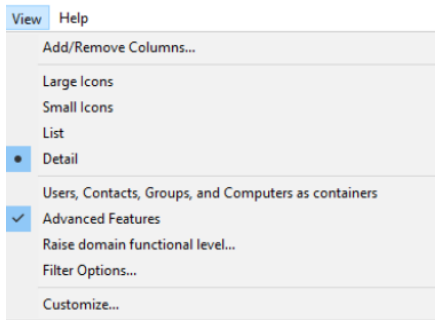 View Help
Add/Remove Columns...
Large Icons
Small Icons
List
Detail
Users, Contacts, Groups, and Computers as containers
Advanced Features
Raise domain functional level...
Filter Options...
Customize...